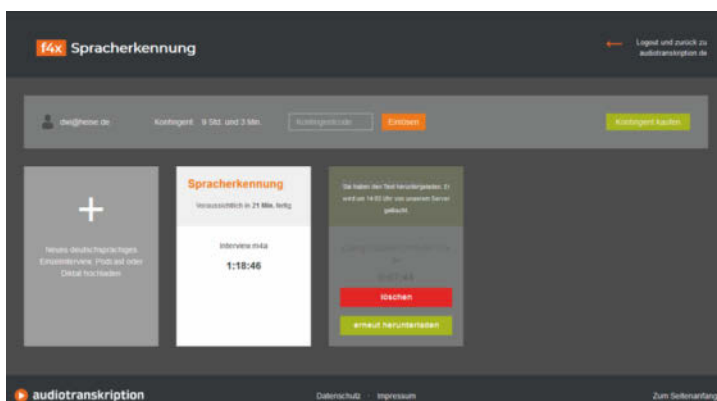 f4x Spracherkennung
Logout und zurück zu
audiotranskription.de
dwi@heise.de
Kontingent 9 Std. und 3 Min.
Kontingentcode
Einlösen
Kontingent kaufen
+
Neues deutschsprachiges
Einzelinterview, Podcast oder
Diktat hochladen
Spracherkennung
Voraussichtlich in 21 Min. fertig
Interview.m4a
1:18:46
Sie haben den Text heruntergeladen. Er
wird um 14:02 Uhr von unserem Server
gelöscht.
löschen
erneut herunterladen
audiotranskription
Datenschutz · Impressum
Zum Seitenanfang